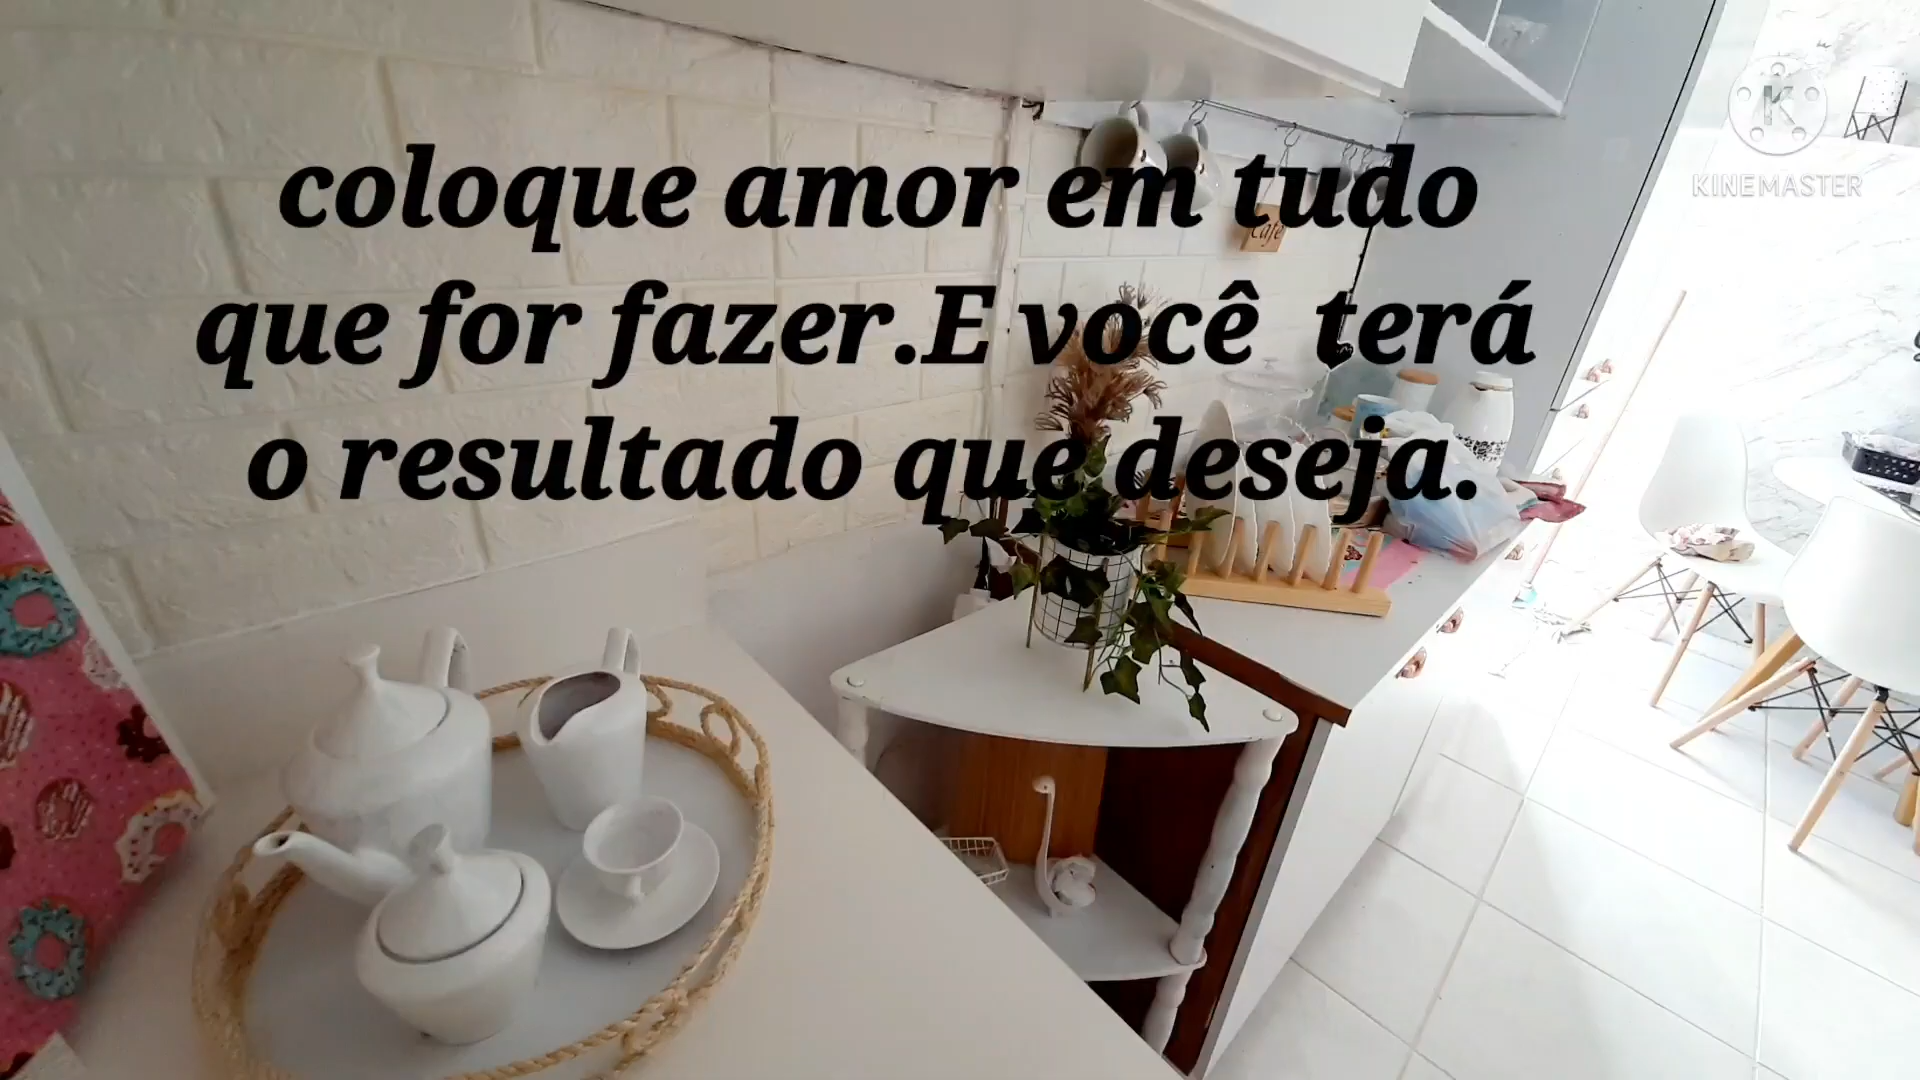 KINEMASTER
coloque amor em tudo
Café
que for fazer.E você  terá
o resultado que deseja.